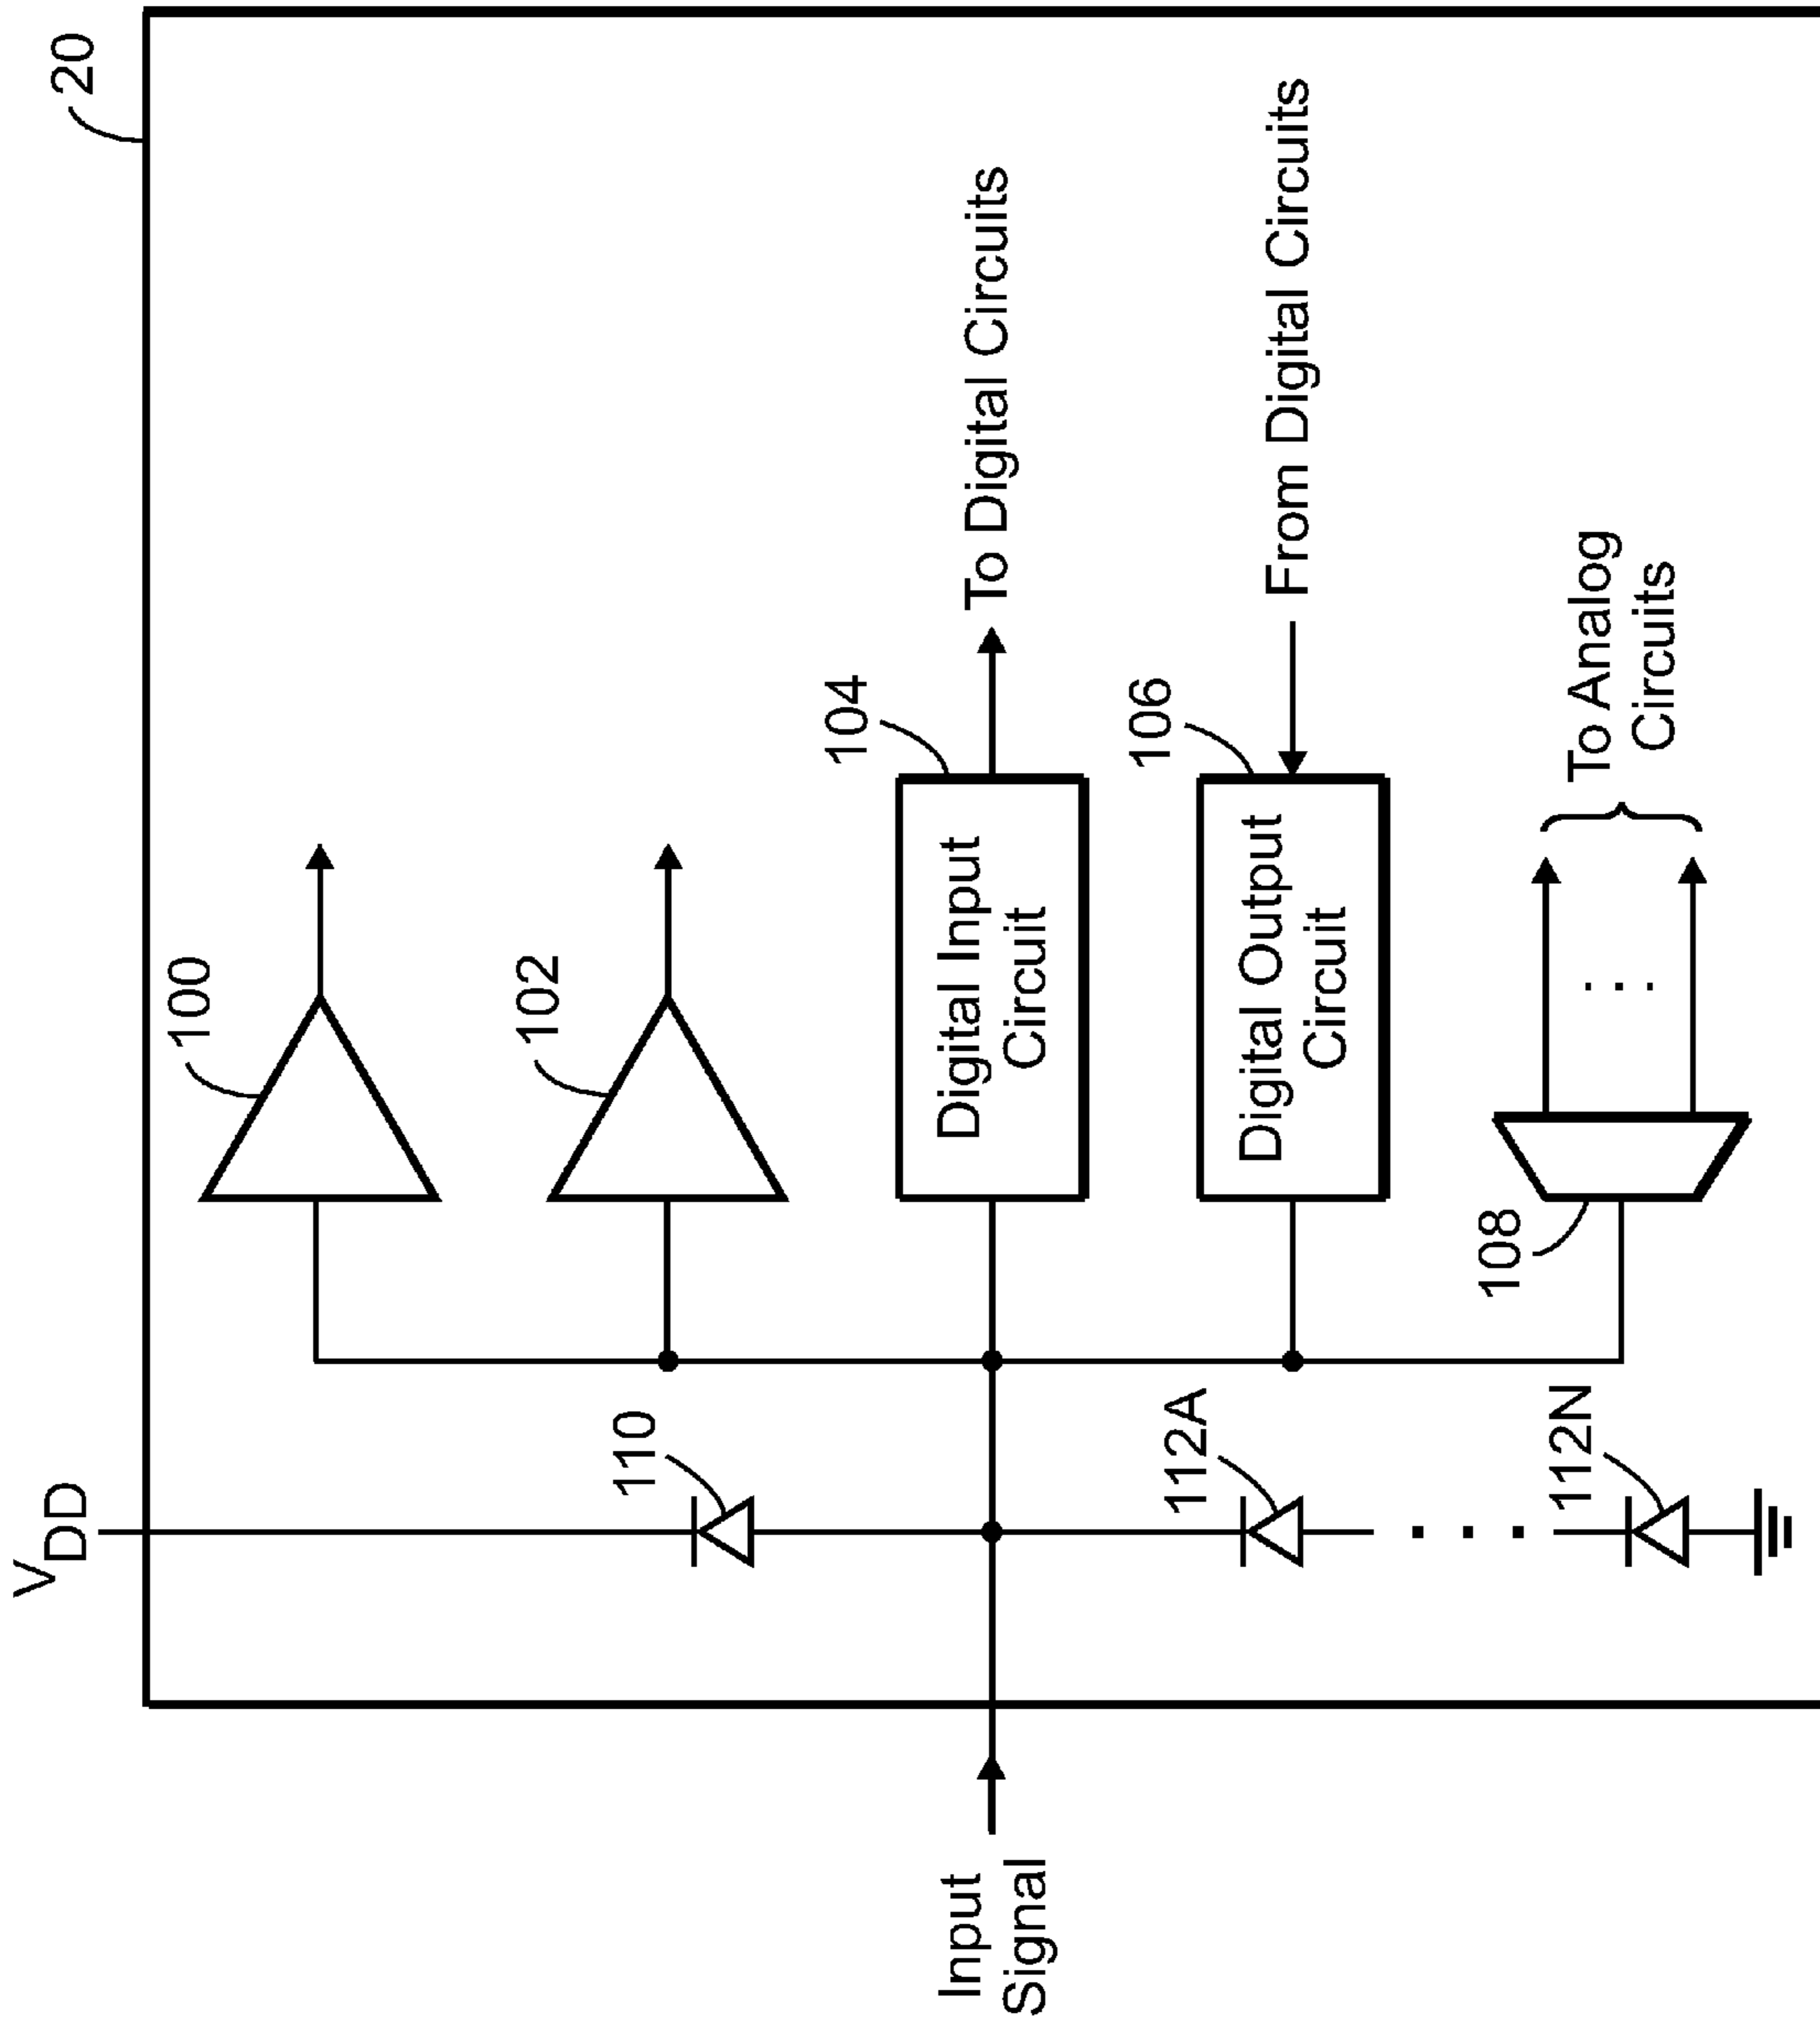 20
V
DD
100
102
104
Digital Input
Circuit
To Digital Circuits
110
Input
Signal
106
Digital Output
Circuit
From Digital Circuits
112A
. . .
108
. . .
To Analog
Circuits
112N